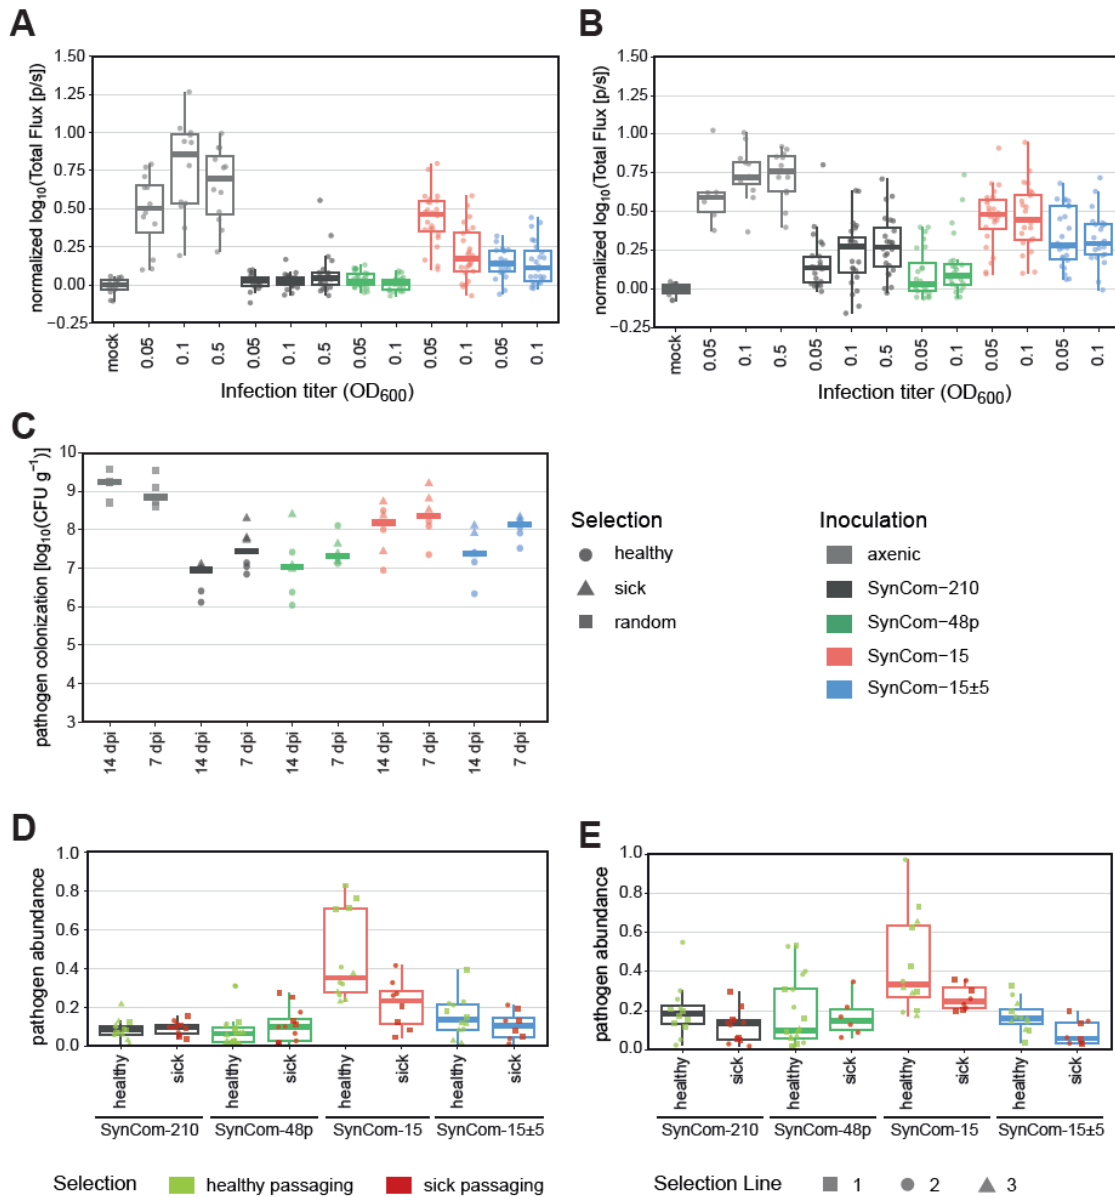 A
normalized log10(Total Flux [p/s])
1.50
1.25
1.00
0.75
0.50
0.25
0.00
−0.25
mock
0.05
0.1
0.5
0.05
0.1
0.5
0.05
0.1
0.05
0.1
0.05
0.1
Infection titer (OD600)
B
normalized log10(Total Flux [p/s])
1.50
1.25
1.00
0.75
0.50
0.25
0.00
−0.25
mock
0.05
0.1
0.5
0.05
0.1
0.5
0.05
0.1
0.05
0.1
0.05
0.1
Infection titer (OD600)
C
pathogen colonization [log10(CFU g−1)]
10
9
8
7
6
5
4
3
14 dpi
7 dpi
14 dpi
7 dpi
14 dpi
7 dpi
14 dpi
7 dpi
14 dpi
7 dpi
Selection
healthy
sick
random
Inoculation
axenic
SynCom−210
SynCom−48p
SynCom−15
SynCom−15±5
D
pathogen abundance
1.0
0.8
0.6
0.4
0.2
0.0
healthy
sick
healthy
sick
healthy
sick
healthy
sick
SynCom-210 SynCom-48p SynCom-15 SynCom-15±5
E
pathogen abundance
1.0
0.8
0.6
0.4
0.2
0.0
healthy
sick
healthy
sick
healthy
sick
healthy
sick
SynCom-210 SynCom-48p SynCom-15 SynCom-15±5
Selection healthy passaging sick passaging
Selection Line 1 2 3